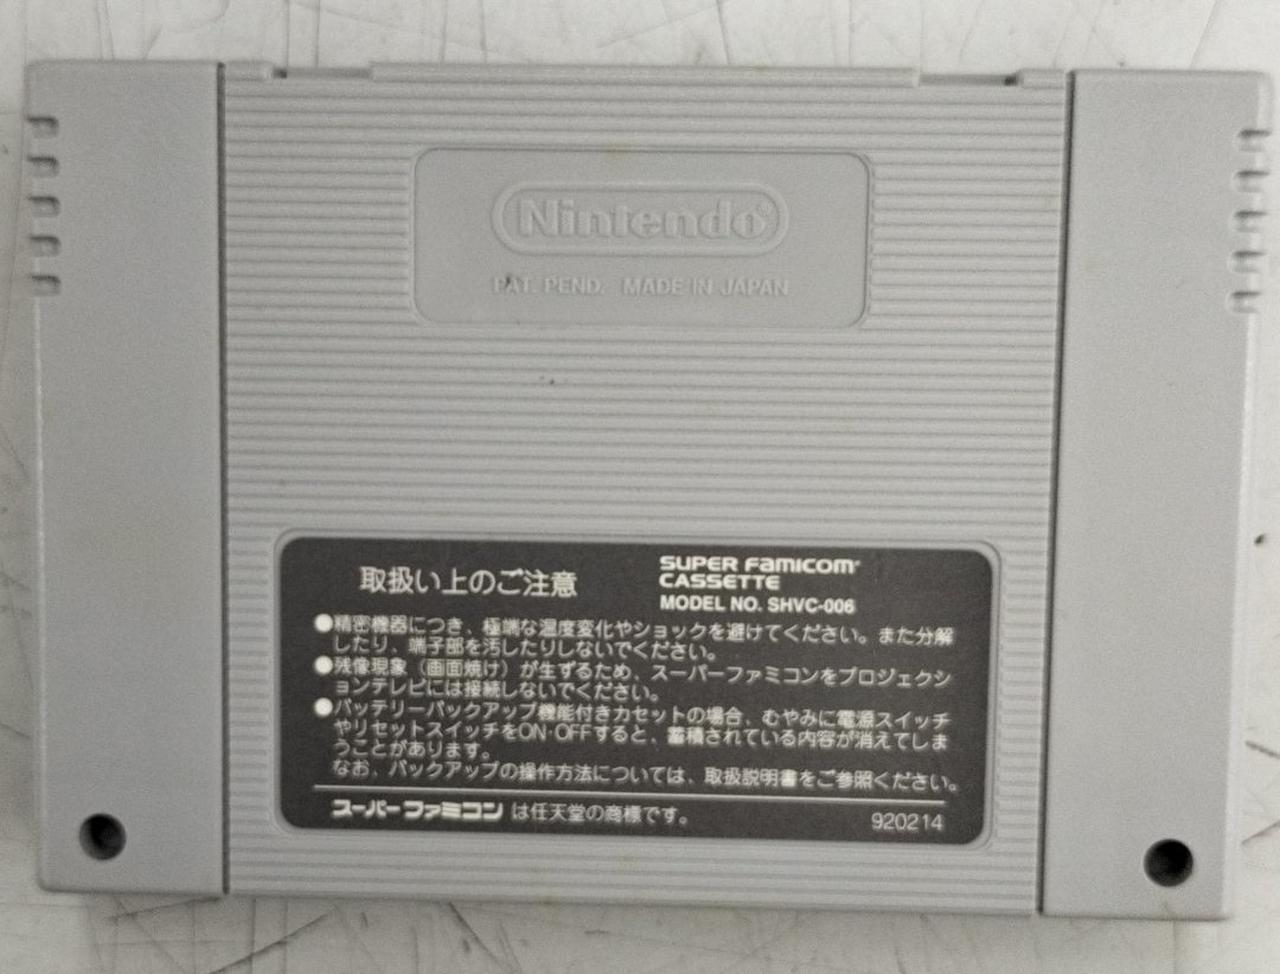 Nintendo®
PAT. PEND. MADE IN JAPAN
取扱い上のご注意
SUPER FAMICOM
CASSETTE
MODEL NO. SHVC-006
●精密機器につき、極端な温度変化やショックを避けてください。また分解
したり、端子部を汚したりしないでください。
●残像現象（画面焼け）が生ずるため、スーパーファミコンをプロジェクシ
ョンテレビには接続しないでください。
●バッテリーバックアップ機能付きカセットの場合、むやみに電源スイッチ
やリセットスイッチをON·OFFすると、蓄積されている内容が消えてしま
うことがあります。
なお、バックアップの操作方法については、取扱説明書をご参照ください。
スーパーファミコンは任天堂の商標です。
920214